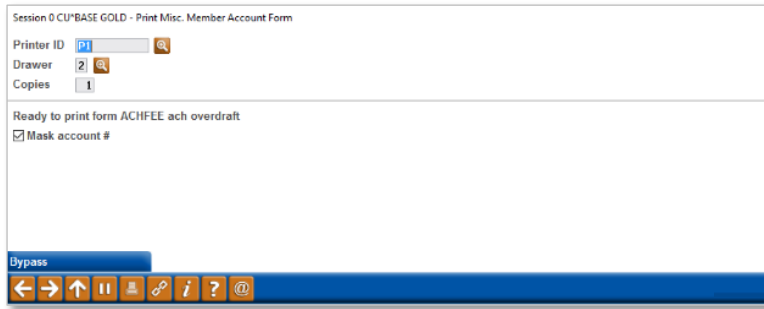 Session 0 CU*BASE GOLD - Print Misc. Member Account Form
Printer ID P1
Drawer 2
Copies 1
Ready to print form ACHFEE ach overdraft
Mask account #
Bypass
i ? @